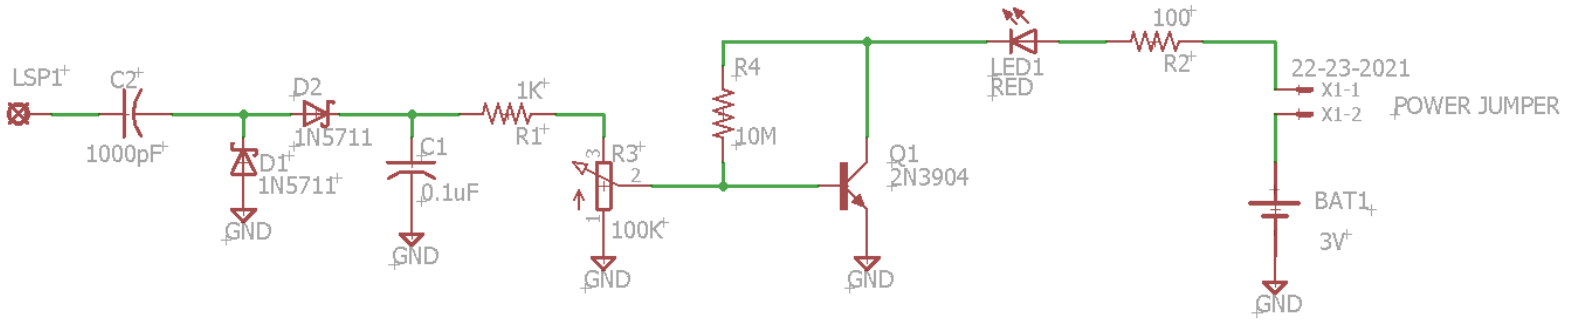 LSP1
C2
1000pF
D2
1N5711
D1
1N5711
GND
C1
0.1uF
GND
1K
R1
3
R3
2
1
100K
GND
R4
10M
Q1
2N3904
GND
LED1
RED
100
R2
22-23-2021
X1-1
X1-2
POWER JUMPER
BAT1
3V
GND